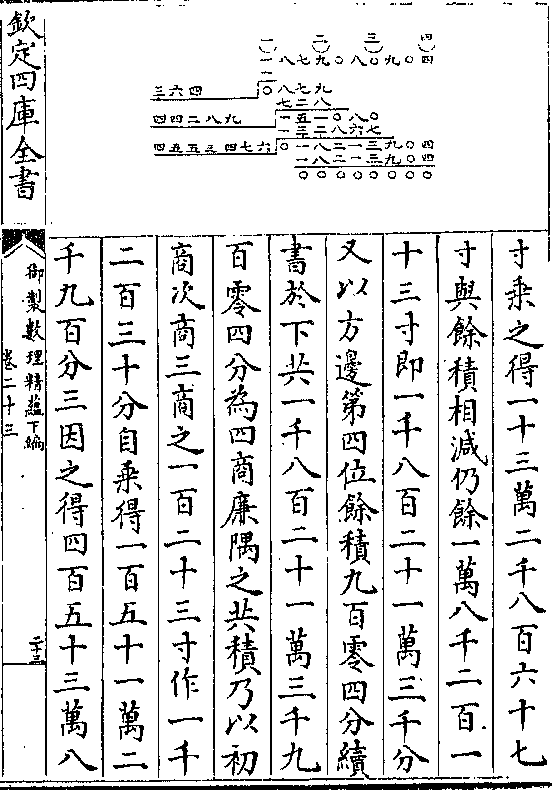 一 二 三 四
一八七九〇八〇九〇四
一
三六四 〇八七九
七二八
四四二八九 一五一〇八〇
一三二八六七
四五五三四七六 〇一八二一三九〇四
一八二一三九〇四
〇〇〇〇〇〇〇〇
寸乘之得一十三萬二千八百六十七
寸與餘積相減仍餘一萬八千二百一
十三寸即一千八百二十一萬三千分
又以方邊第四位餘積九百零四分續
書於下共一千八百二十一萬三千九
百零四分為四商廉隅之共積乃以初
商次商三商之一百二十三寸作一千
二百三十分自乘得一百五十一萬二
千九百分三因之得四百五十三萬八
欽定四庫全書
御製數理精蘊下編
卷二十三
二十三